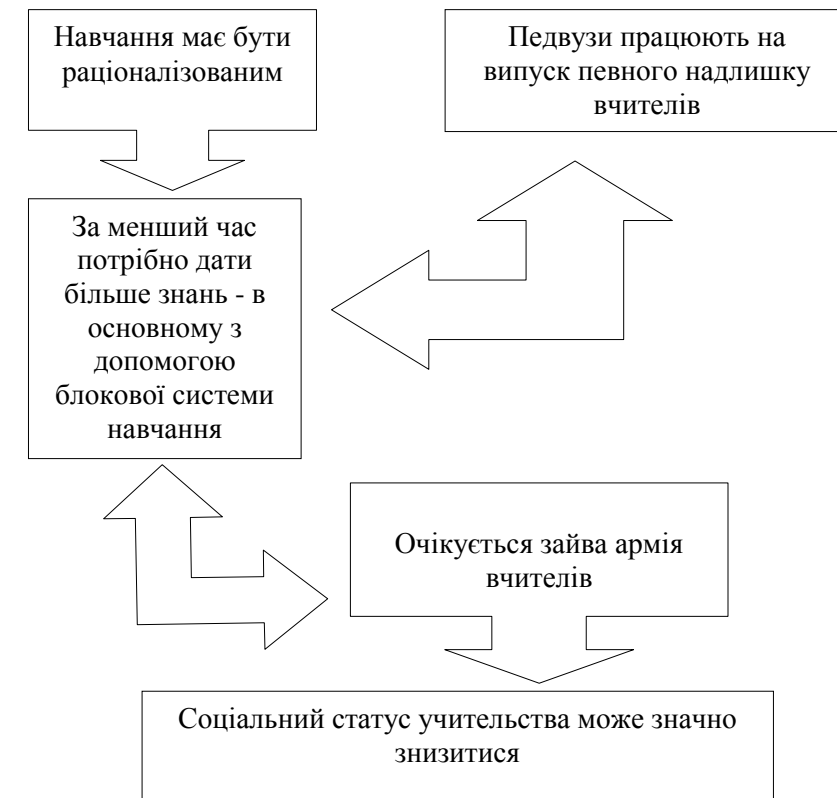 Навчання має бути
раціоналізованим
Педвузи працюють на
випуск певного надлишку
вчителів
За менший час
потрібно дати
більше знань - в
основному з
допомогою
блокової системи
навчання
Очікується зайва армія
вчителів
Соціальний статус учительства може значно
знизитися